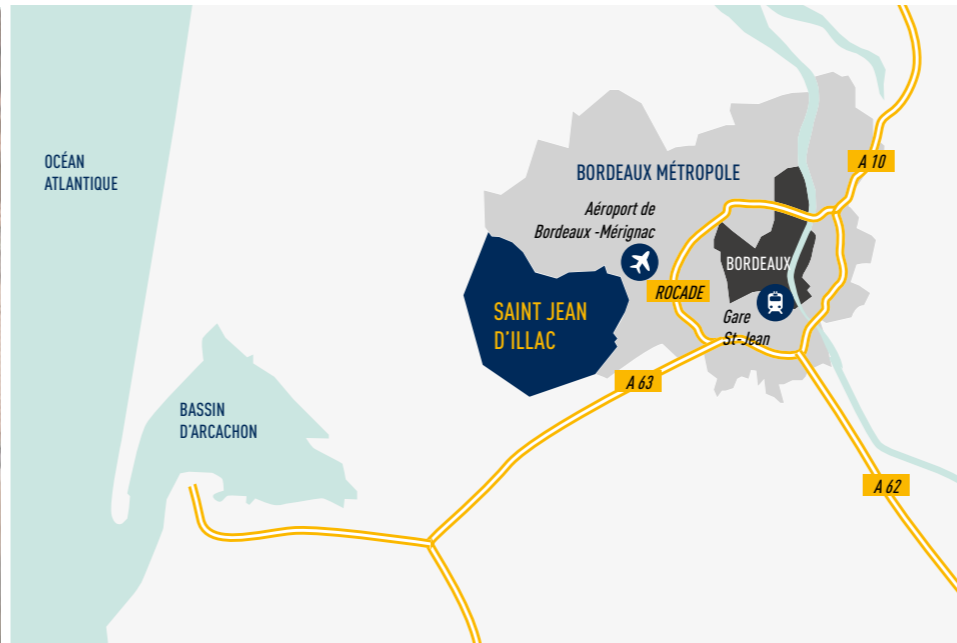 OCÉAN
ATLANTIQUE
BORDEAUX MÉTROPOLE
A 10
Aéroport de
Bordeaux -Mérignac
BORDEAUX
ROCADE
SAINT JEAN
D'ILLAC
Gare
St-Jean
A 63
BASSIN
D'ARCACHON
A 62